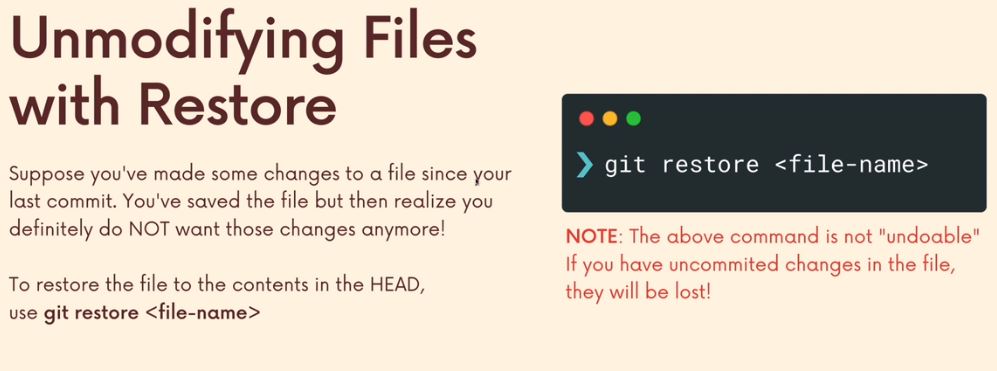 Unmodifying Files
with Restore
Suppose you've made some changes to a file since your
last commit. You've saved the file but then realize you
definitely do NOT want those changes anymore!
To restore the file to the contents in the HEAD,
use git restore <file-name>
❯ git restore <file-name>
NOTE: The above command is not "undoable"
If you have uncommited changes in the file,
they will be lost!